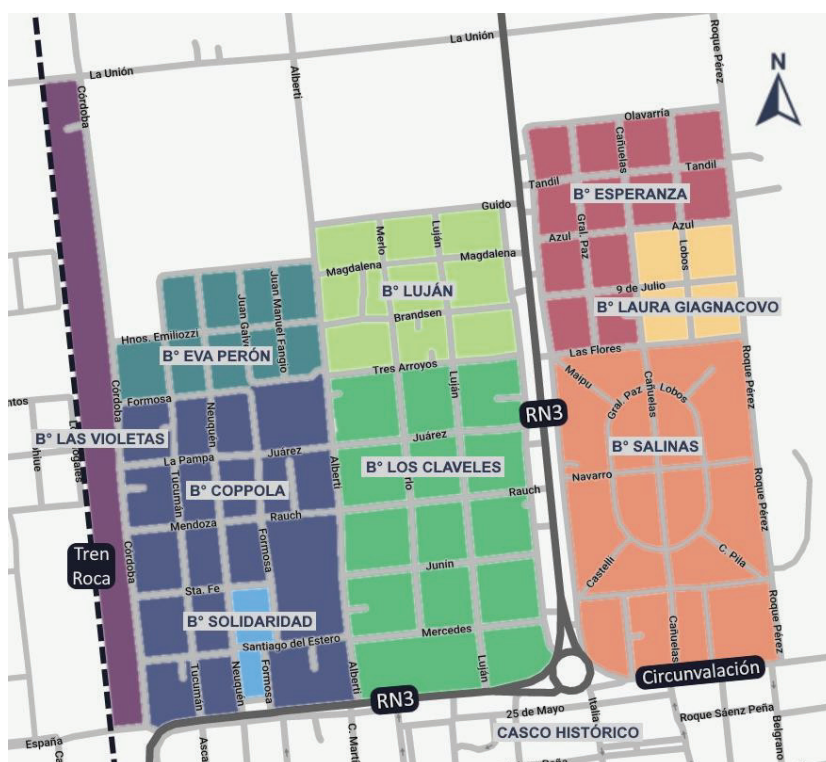 La Unión
La Unión
Roque Pérez
Córdoba
Alberti
N
Olavarría
Cañuelas
Tandil
Tandil
B° ESPERANZA
Guido
Merlo
Luján
Gral. Paz
Azul
Azul
Lobos
Magdalena
Magdalena
B° LUJÁN
9 de Julio
B° LAURA GIAGNACOVO
Juan Manuel Fangio
Brandsen
Hnos. Emiliozzi
B° EVA PERÓN
Las Flores
Tres Arroyos
Maipu
Gral. Paz
Cañuelas
Lobos
Roque Pérez
Córdoba
Formosa
Neuquén
Luján
RN3
B° LAS VIOLETAS
La Pampa
Juárez
Juárez
B° SALINAS
Alberti
B° LOS CLAVELES
Navarro
Tucumán
B° COPPOLA
Rauch
Roque Pérez
Mendoza
Rauch
Formosa
Tren
Roca
Córdoba
Junín
Castelli
C. Pila
Sta. Fe
B° SOLIDARIDAD
Santiago del Estero
Mercedes
Cañuelas
Roque Pérez
Tucumán
Neuquén
Formosa
Alberti
Luján
Circunvalación
RN3
España
25 de Mayo
Italia
Roque Sáenz Peña
CASCO HISTÓRICO
Belgrano